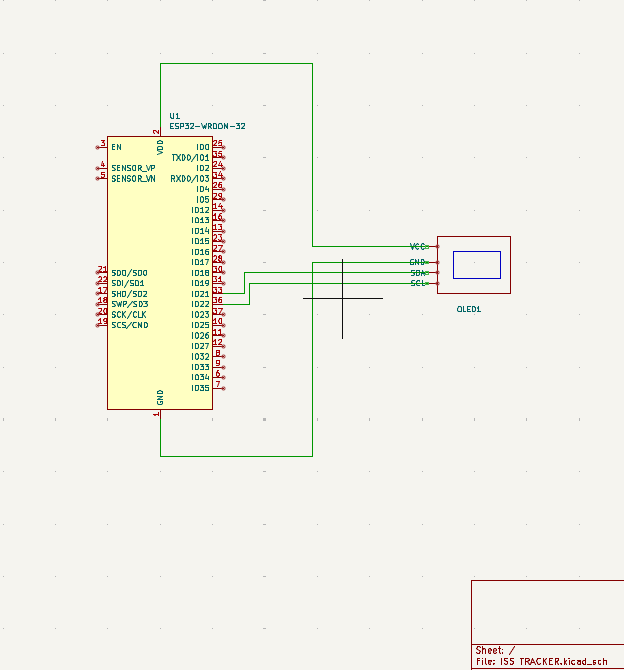 U1
ESP32-WROOM-32
2
VDD
3 EN
4 SENSOR_VP
5 SENSOR_VN
21 SDO/SD0
22 SDI/SD1
17 SHD/SD2
18 SWP/SD3
20 SCK/CLK
19 SCS/CMD
IO0 25
TXD0/IO1 35
IO2 24
RXD0/IO3 34
IO4 26
IO5 29
IO12 14
IO13 16
IO14 13
IO15 23
IO16 27
IO17 28
IO18 30
IO19 31
IO21 33
IO22 36
IO23 37
IO25 10
IO26 11
IO27 12
IO32 8
IO33 9
IO34 6
IO35 7
GND
1
VCC
GND
SDA
SCL
OLED1
Sheet: /
File: ISS TRACKER.kicad_sch